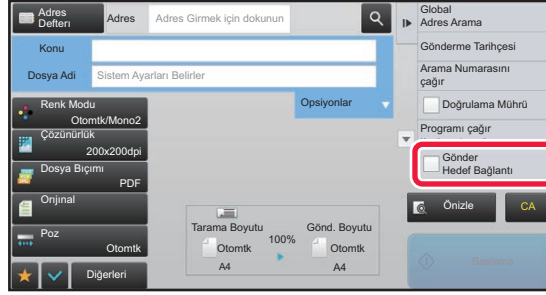 Adres
Defteri
Adres
Adres Girmek için dokunun
Konu
Dosya Adi
Sistem Ayarları Belirler
Opsiyonlar
Renk Modu
Otomtk/Mono2
Çözünürlük
200x200dpi
Dosya Bıçımı
PDF
Orıjınal
Poz
Otomtk
Diğerleri
Tarama Boyutu
Otomtk
A4
100%
Gönd. Boyutu
Otomtk
A4
Global
Adres Arama
Gönderme Tarihçesi
Arama Numarasını
çağır
Doğrulama Mührü
Programı çağır
Gönder
Hedef Bağlantı
Önizle
CA